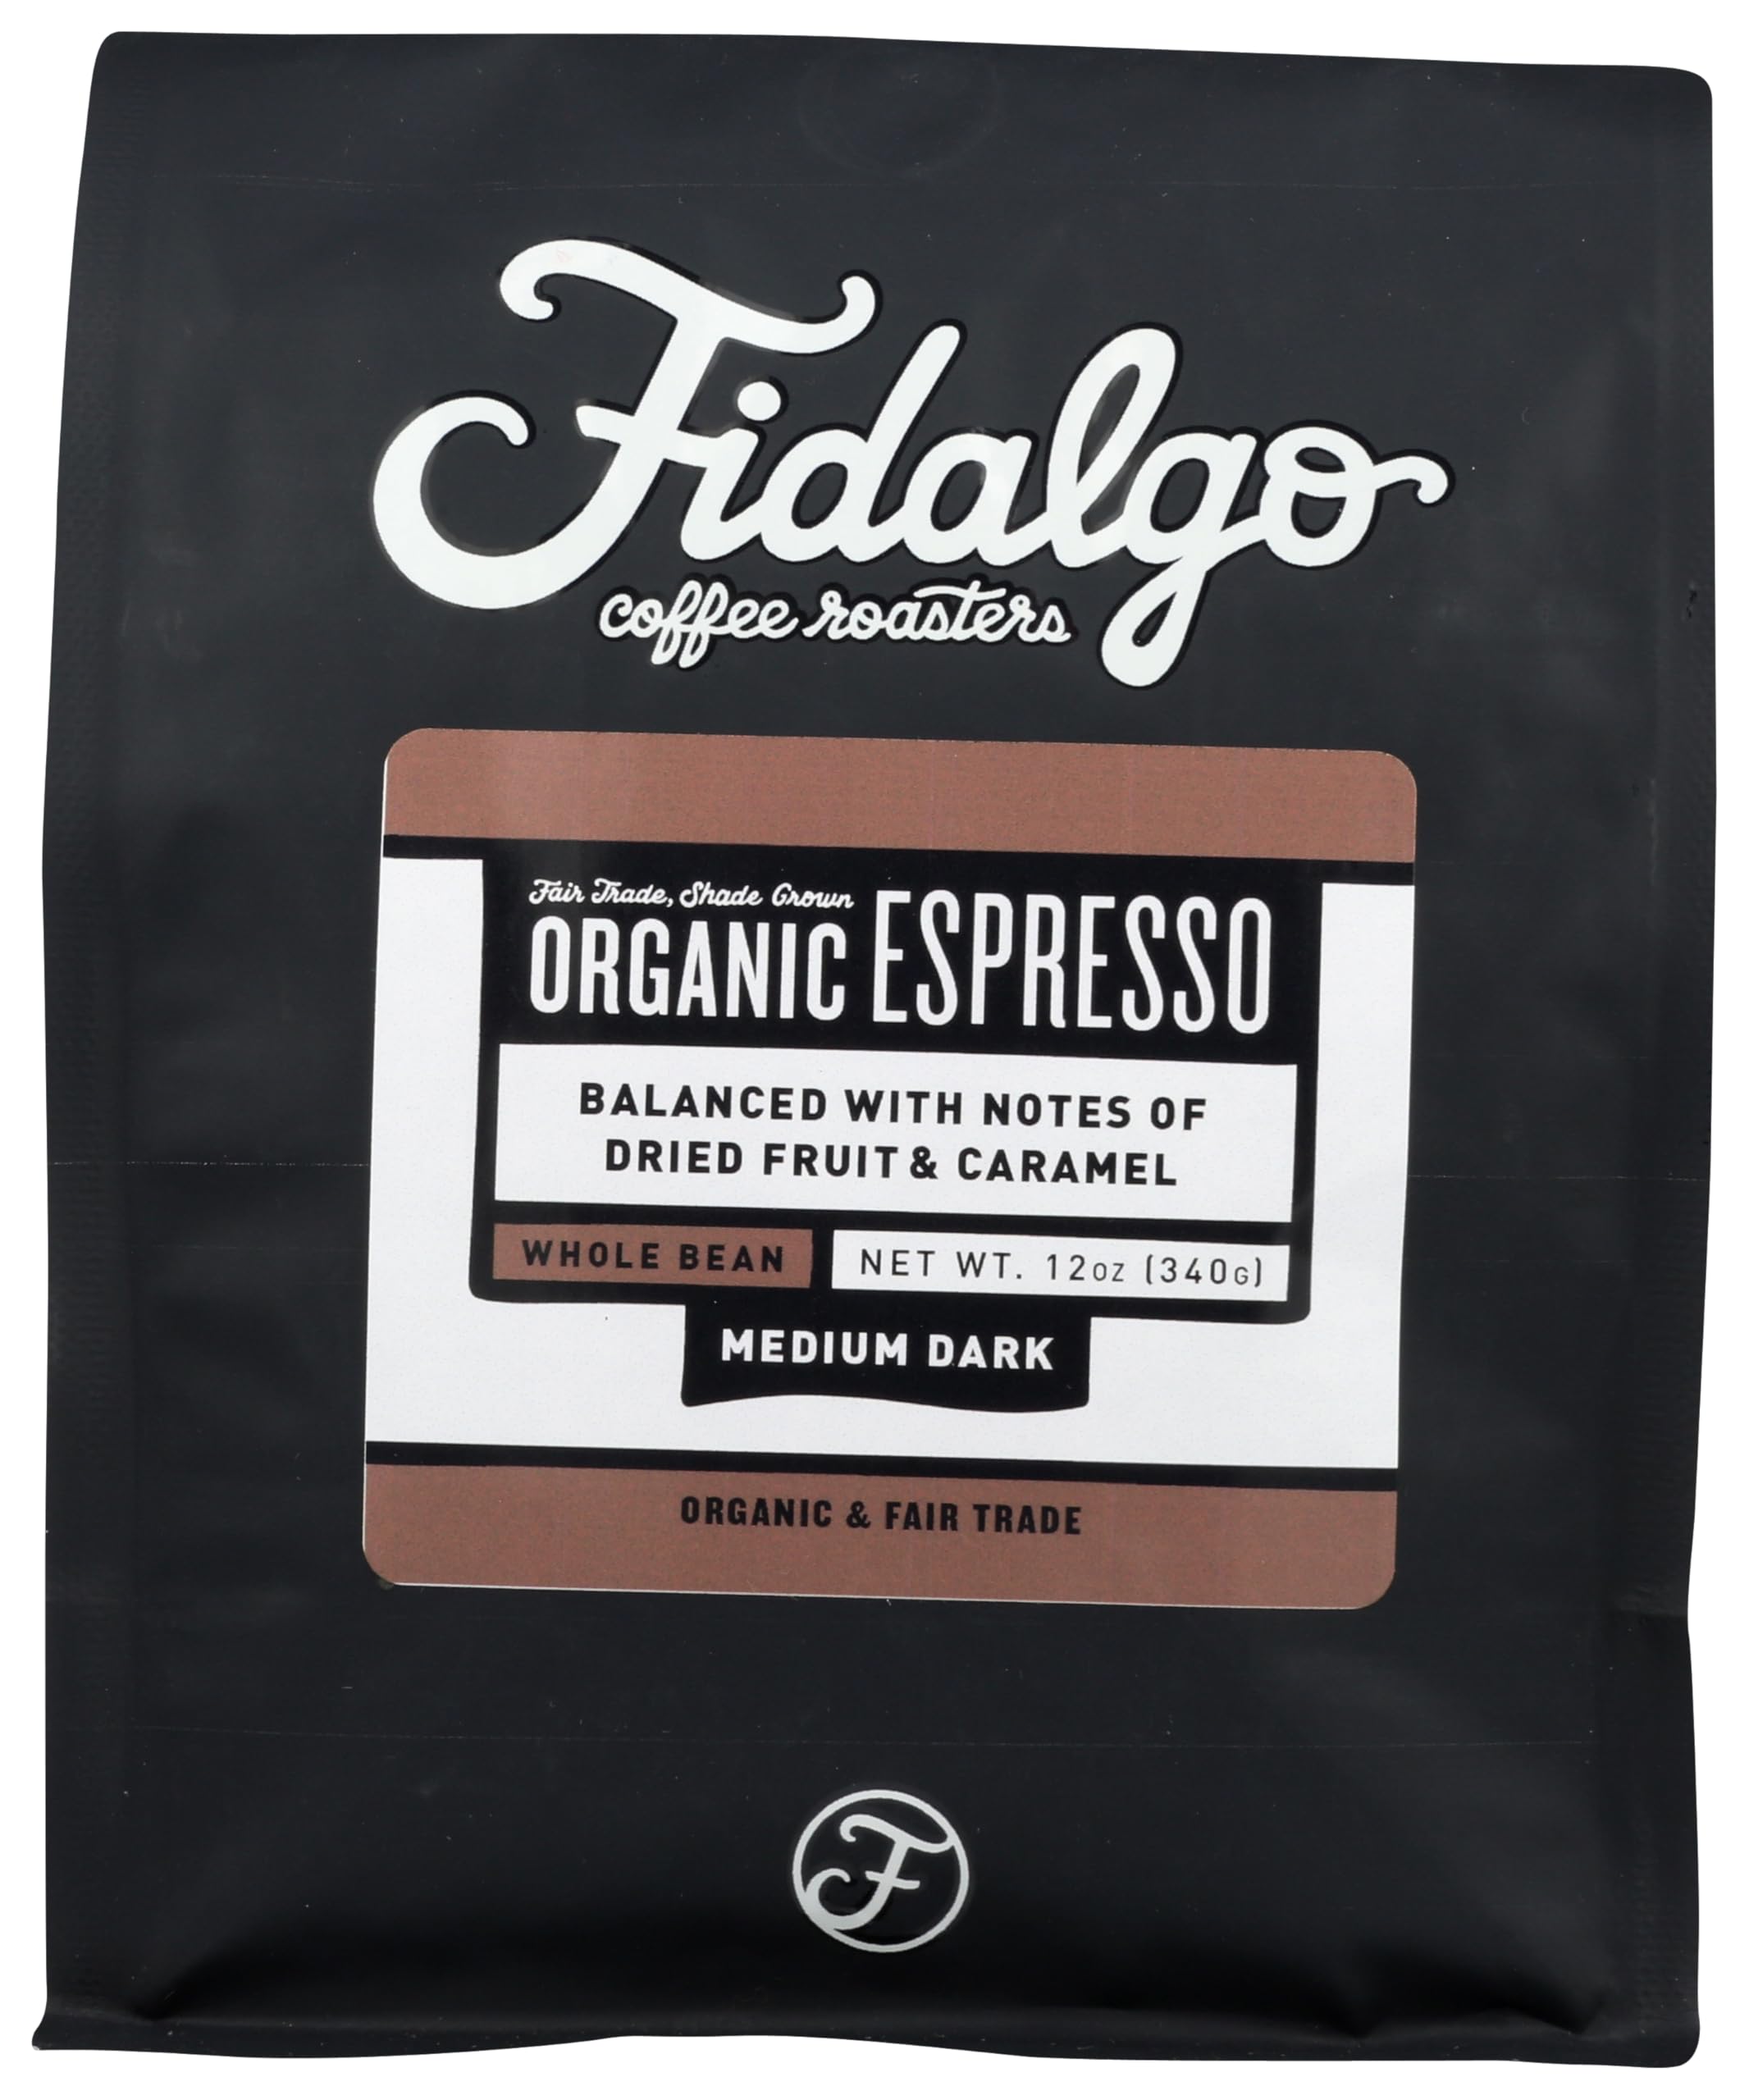 Fidalgo
coffee roasters
Fair Trade, Shade Grown
ORGANIC ESPRESSO
BALANCED WITH NOTES OF
DRIED FRUIT & CARAMEL
WHOLE BEAN
NET WT. 12oz (340G)
MEDIUM DARK
ORGANIC & FAIR TRADE
F